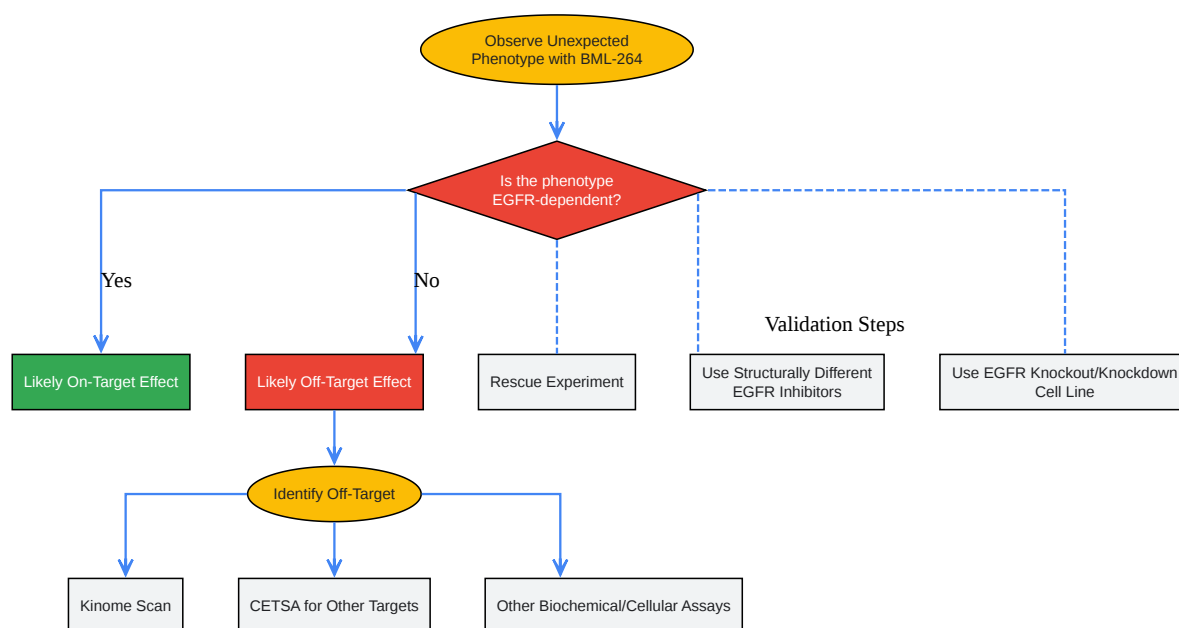 Observe Unexpected
Phenotype with BML-264
Is the phenotype
EGFR-dependent?
Yes
No
Validation Steps
Likely On-Target Effect
Likely Off-Target Effect
Rescue Experiment
Use Structurally Different
EGFR Inhibitors
Use EGFR Knockout/Knockdown
Cell Line
Identify Off-Target
Kinome Scan
CETSA for Other Targets
Other Biochemical/Cellular Assays